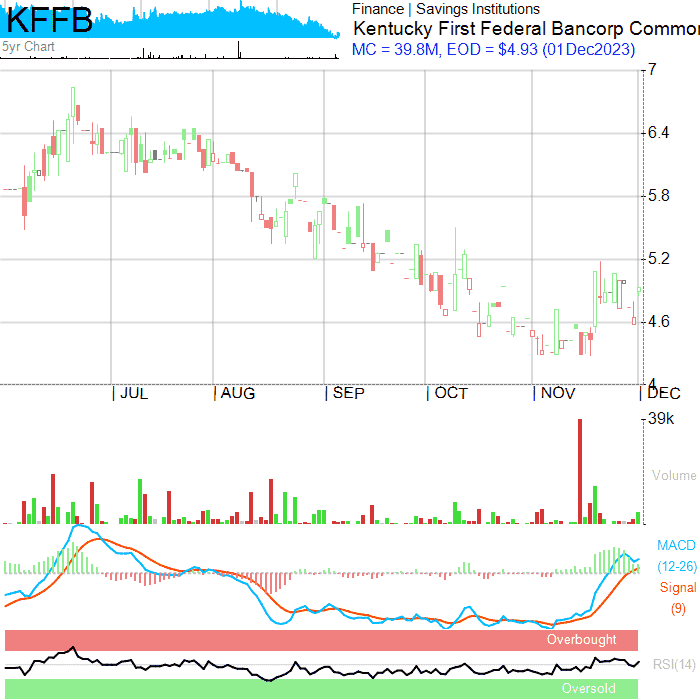 KFFB
5yr Chart
Finance | Savings Institutions
Kentucky First Federal Bancorp Common
MC = 39.8M, EOD = $4.93 (01Dec2023)
7
6.4
5.8
5.2
4.6
4
| JUL | AUG | SEP | OCT | NOV | DEC
39k
Volume
MACD
(12-26)
Signal
(9)
Overbought
RSI(14)
Oversold